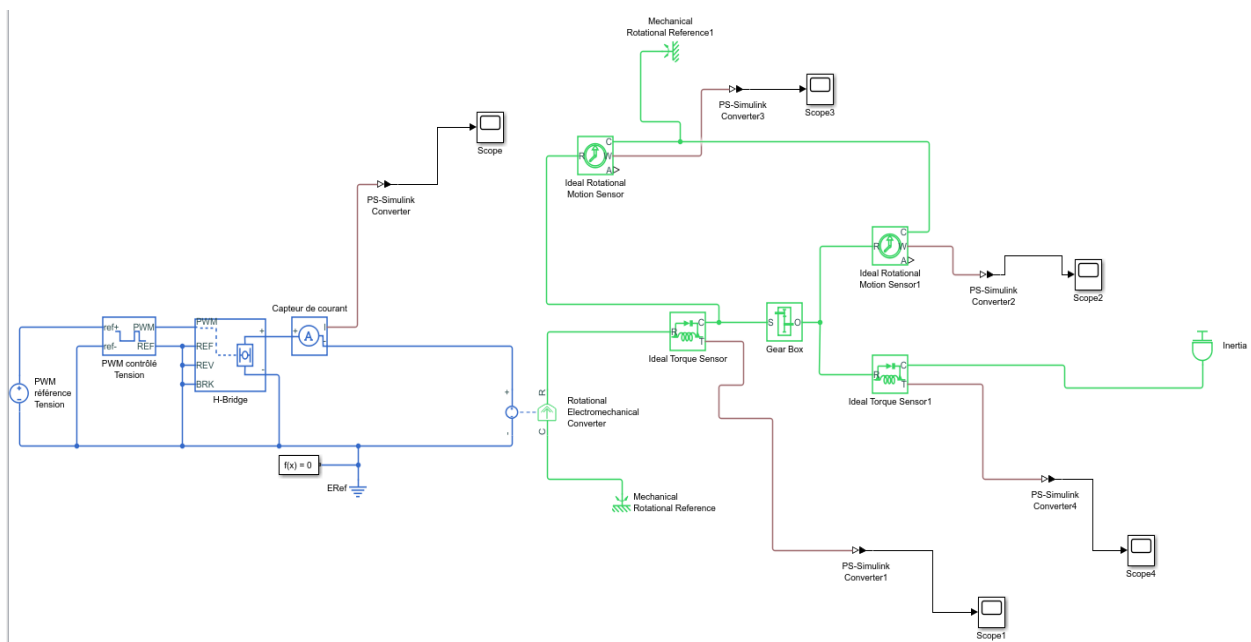 Mechanical
Rotational Reference1
PS-Simulink
Converter3
Scope3
Scope
C
R
W
A
Ideal Rotational
Motion Sensor
PS-Simulink
Converter
C
R
W
A
Ideal Rotational
Motion Sensor1
PS-Simulink
Converter2
Scope2
Capteur de courant
+
I
-
A
ref+
PWM
ref-
REF
PWM contrôlé
Tension
PWM
REF
REV
BRK
+
-
H-Bridge
PWM
référence
Tension
+
-
R
C
Rotational
Electromechanical
Converter
R
C
T
Ideal Torque Sensor
S
O
Gear Box
R
C
T
Ideal Torque Sensor1
Inertia
f(x) = 0
ERef
Mechanical
Rotational Reference
PS-Simulink
Converter4
Scope4
PS-Simulink
Converter1
Scope1